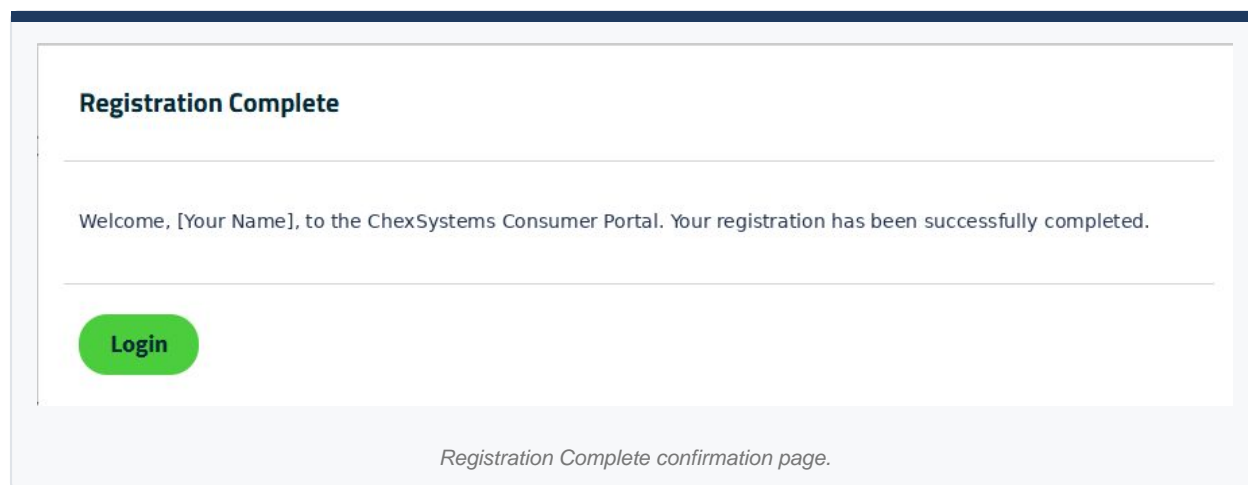 Registration Complete
Welcome, [Your Name], to the ChexSystems Consumer Portal. Your registration has been successfully completed.
Login
Registration Complete confirmation page.